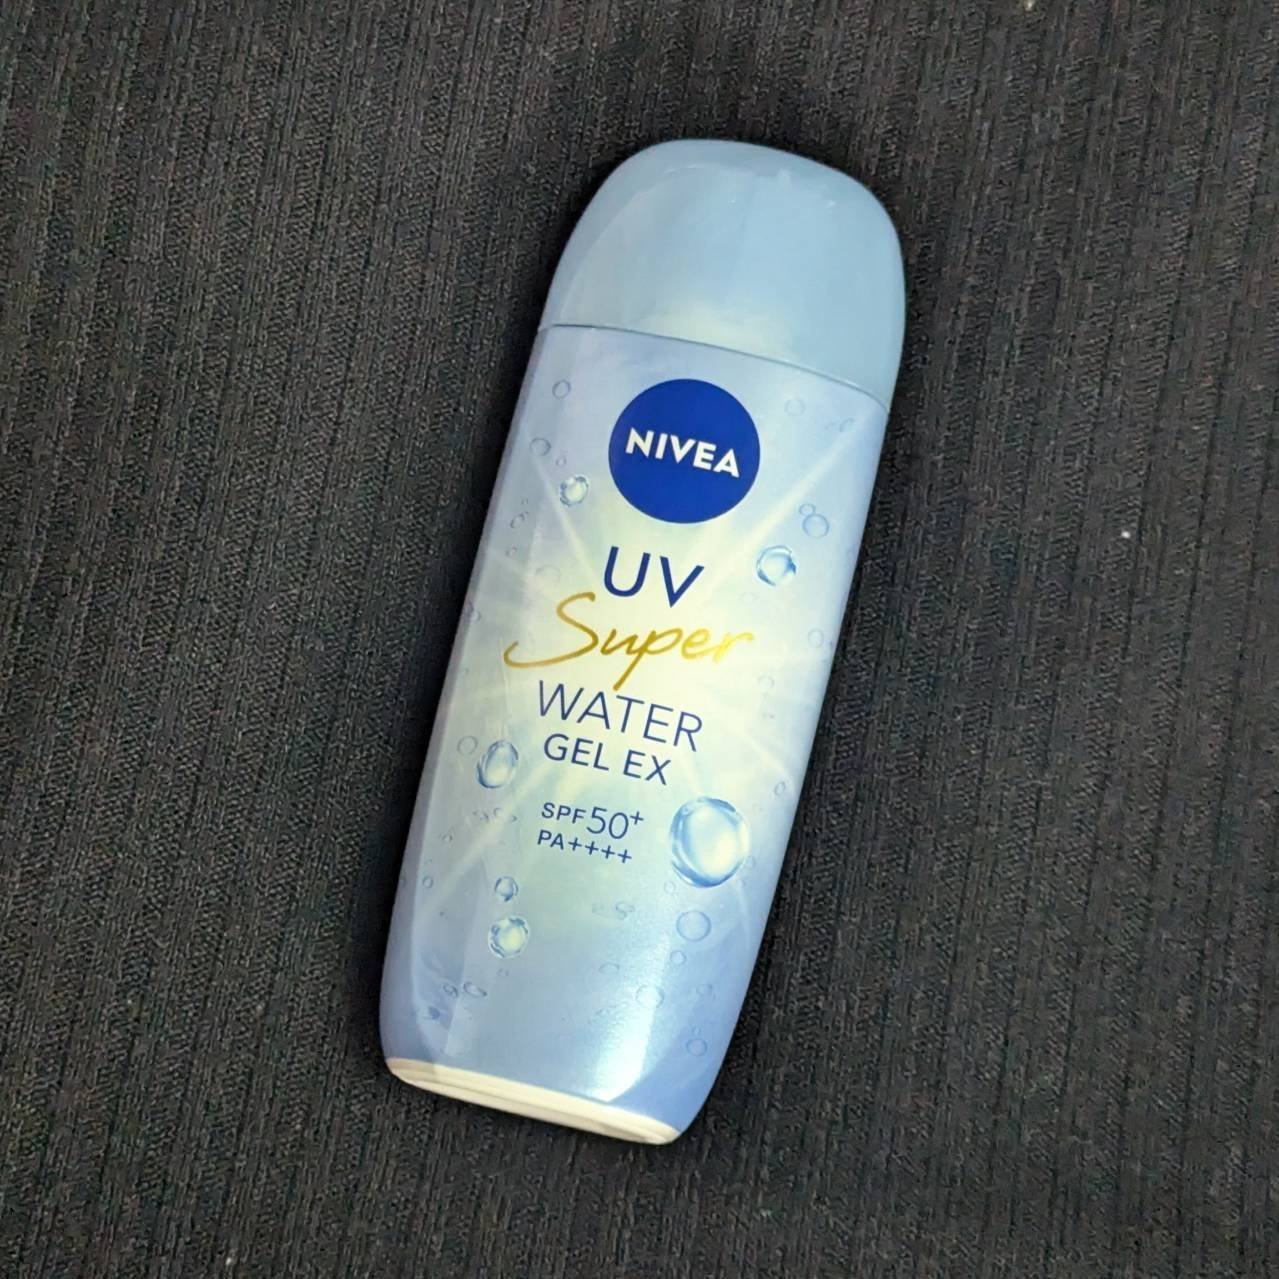 NIVEA
UV
Super
WATER
GEL EX
SPF50+
PA++++